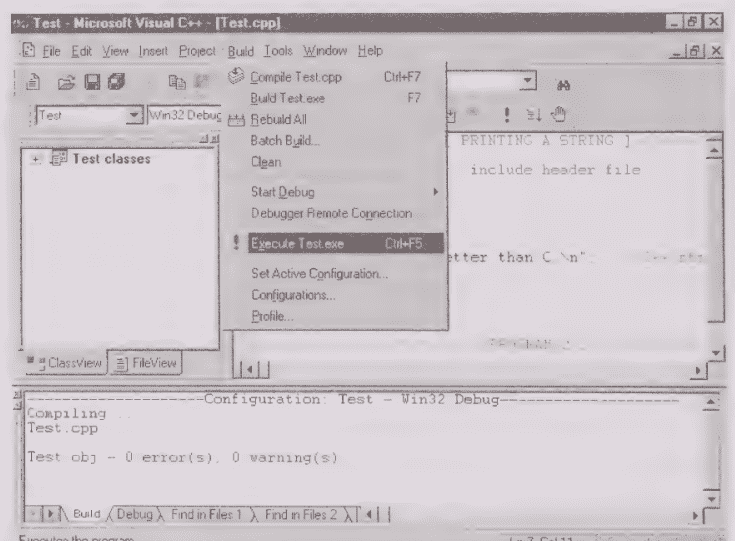 Test - Microsoft Visual C++ - [Test.cpp]
File Edit View Insert Project Build Tools Window Help
Compile Test.cpp Ctrl+F7
Build Test.exe F7
Test Win32 Debug
Rebuild All
Batch Build...
PRINTING A STRING ]
Clean
Test classes
include header file
Start Debug
Debugger Remote Connection
Execute Test.exe Ctrl+F5
etter than C.\n";
Set Active Configuration...
Configurations...
Profile...
ClassView FileView
Configuration: Test - Win32 Debug
Compiling...
Test.cpp
Test obj - 0 error(s), 0 warning(s)
Build Debug Find in Files 1 Find in Files 2
Executes the program